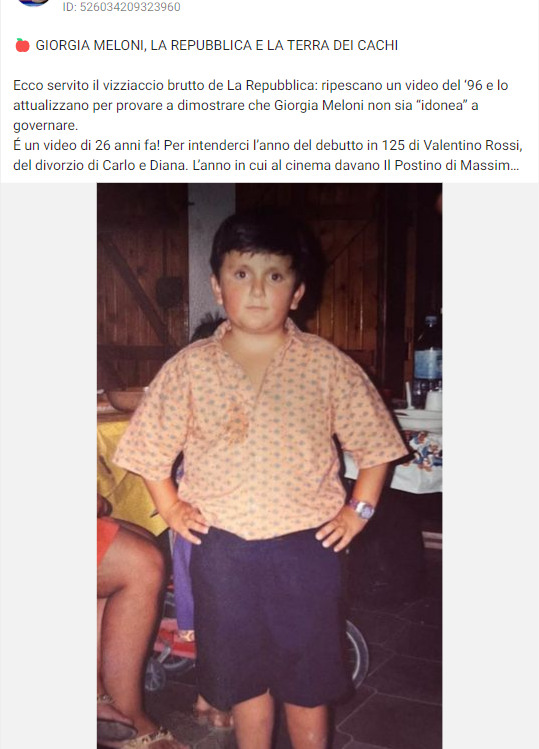 ID: 526034209323960
🍎 GIORGIA MELONI, LA REPUBBLICA E LA TERRA DEI CACHI
Ecco servito il vizziaccio brutto de La Repubblica: ripescano un video del ‘96 e lo
attualizzano per provare a dimostrare che Giorgia Meloni non sia “idonea” a
governare.
É un video di 26 anni fa! Per intenderci l’anno del debutto in 125 di Valentino Rossi,
del divorzio di Carlo e Diana. L’anno in cui al cinema davano Il Postino di Massim...